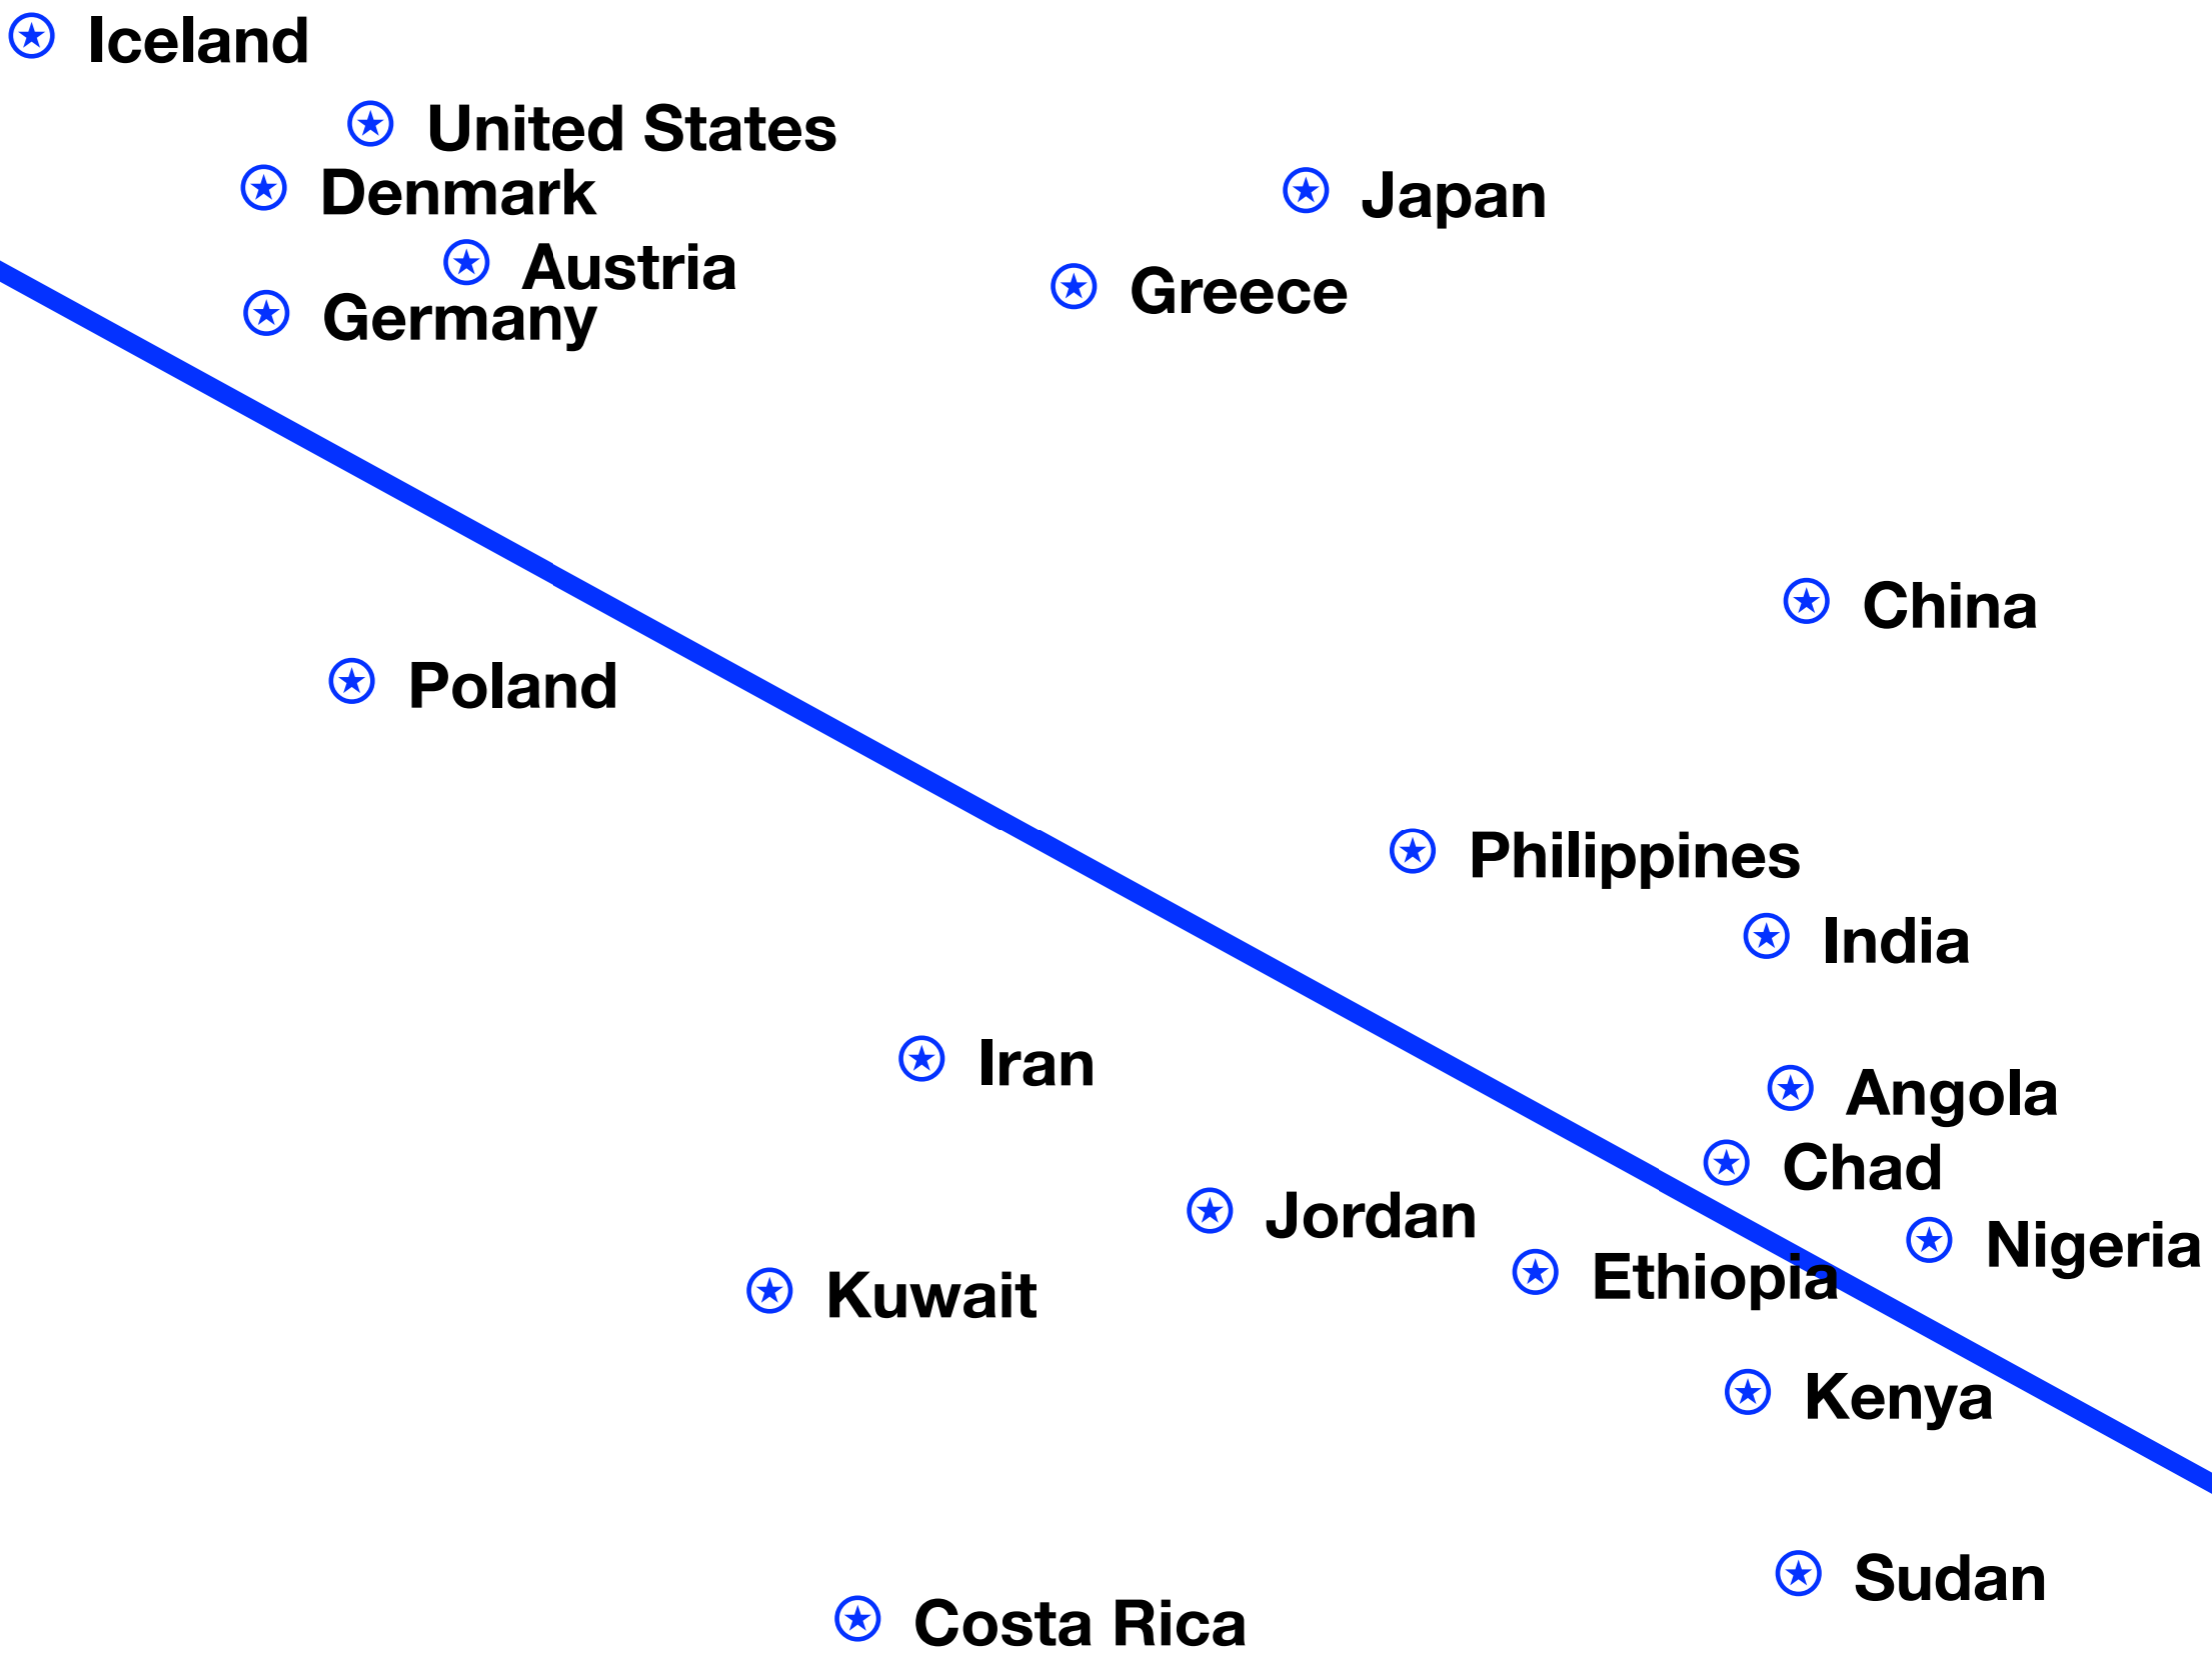 Iceland
United States
Denmark
Japan
Austria
Greece
Germany
China
Poland
Philippines
India
Iran
Angola
Chad
Jordan
Nigeria
Ethiopia
Kuwait
Kenya
Sudan
Costa Rica